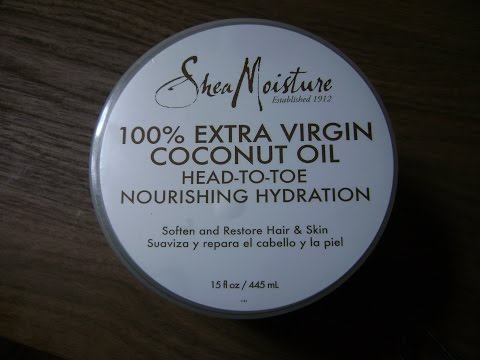 SheaMoisture
Established 1912
100% EXTRA VIRGIN
COCONUT OIL
HEAD-TO-TOE
NOURISHING HYDRATION
Soften and Restore Hair & Skin
Suaviza y repara el cabello y la piel
15 fl oz / 445 mL